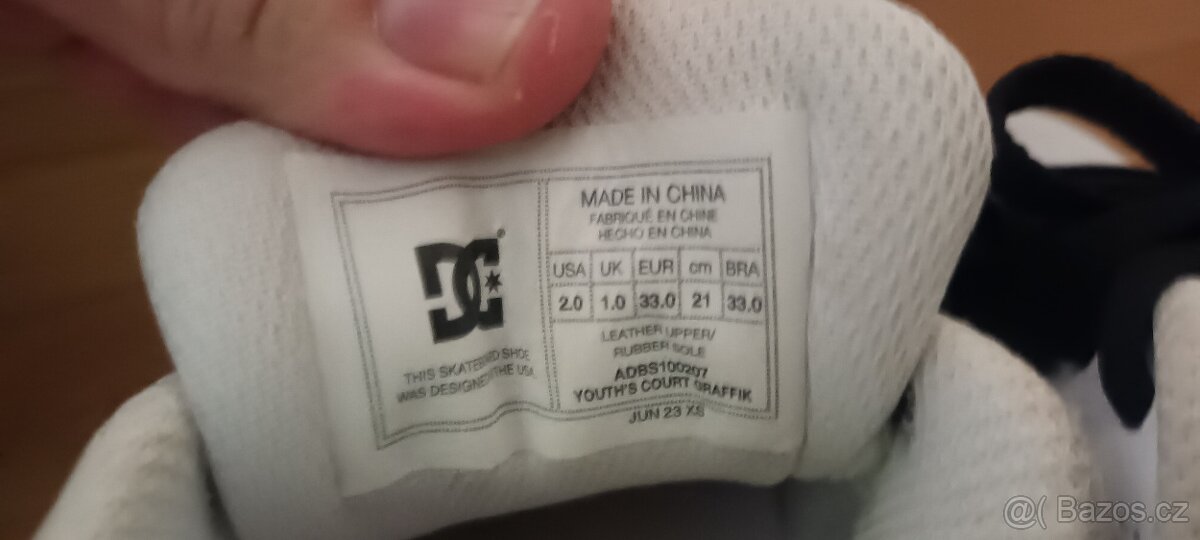 DC®
THIS SKATEBOARD SHOE
WAS DESIGNED IN THE USA
MADE IN CHINA
FABRIQUÉ EN CHINE
HECHO EN CHINA
USA UK EUR cm BRA
2.0 1.0 33.0 21 33.0
LEATHER UPPER/
RUBBER SOLE
ADBS100207
YOUTH'S COURT GRAFFIK
JUN 23 XS
@( Bazos.cz